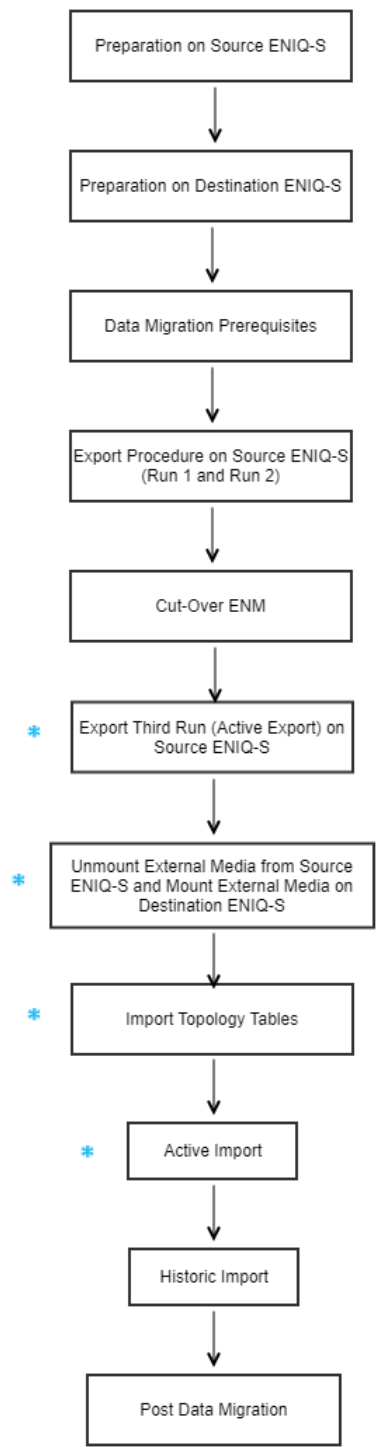 Preparation on Source ENIQ-S
Preparation on Destination ENIQ-S
Data Migration Prerequisites
Export Procedure on Source ENIQ-S
(Run 1 and Run 2)
Cut-Over ENM
* Export Third Run (Active Export) on
Source ENIQ-S
Unmount External Media from Source
* ENIQ-S and Mount External Media on
Destination ENIQ-S
* Import Topology Tables
* Active Import
Historic Import
Post Data Migration